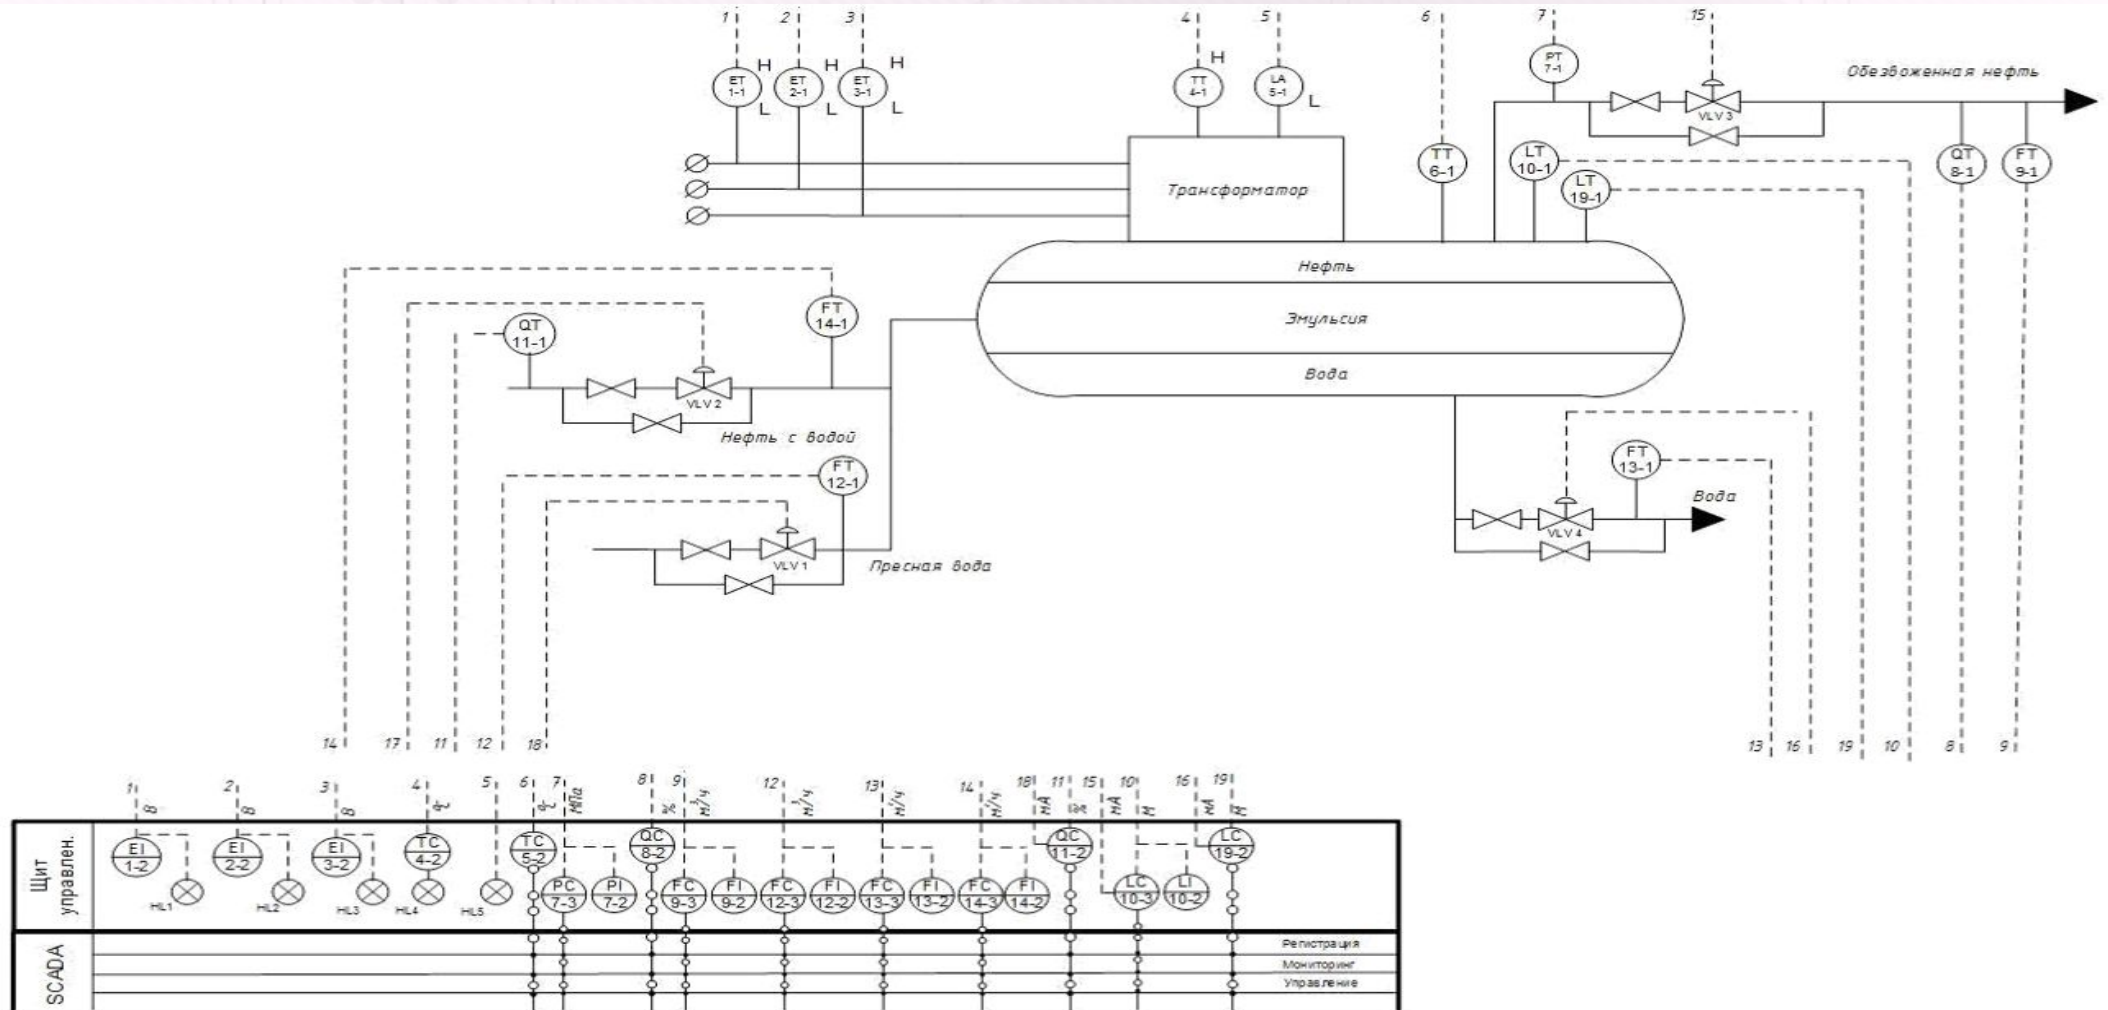 1 2 3 4 5 6 7 15
ET 1-1 H L
ET 2-1 H L
ET 3-1 H L
TT 4-1 H
LA 5-1 L
PT 7-1
VLV 3
Обезвоженная нефть
TT 6-1
LT 10-1
LT 19-1
QT 8-1
FT 9-1
Трансформатор
Нефть
Эмульсия
Вода
FT 14-1
QT 11-1
VLV 2
Нефть с водой
FT 12-1
VLV 1
Пресная вода
FT 13-1
Вода
VLV 4
14 17 11 12 18
13 16 19 10 8 9
1 2 3 4 5 6 7 8 9 12 13 14 18 11 15 10 16 19
В В В МПа % м³/ч м³/ч мА % мА М мА М
Щит
управлен.
EI 1-2
EI 2-2
EI 3-2
TC 4-2
TC 5-2
QC 8-2
QC 11-2
LC 19-2
HL1 HL2 HL3 HL4 HL5
PC 7-3
PI 7-2
FC 9-3
FI 9-2
FC 12-3
FI 12-2
FC 13-3
FI 13-2
FC 14-3
FI 14-2
LC 10-3
LI 10-2
SCADA
Регистрация
Мониторинг
Управление